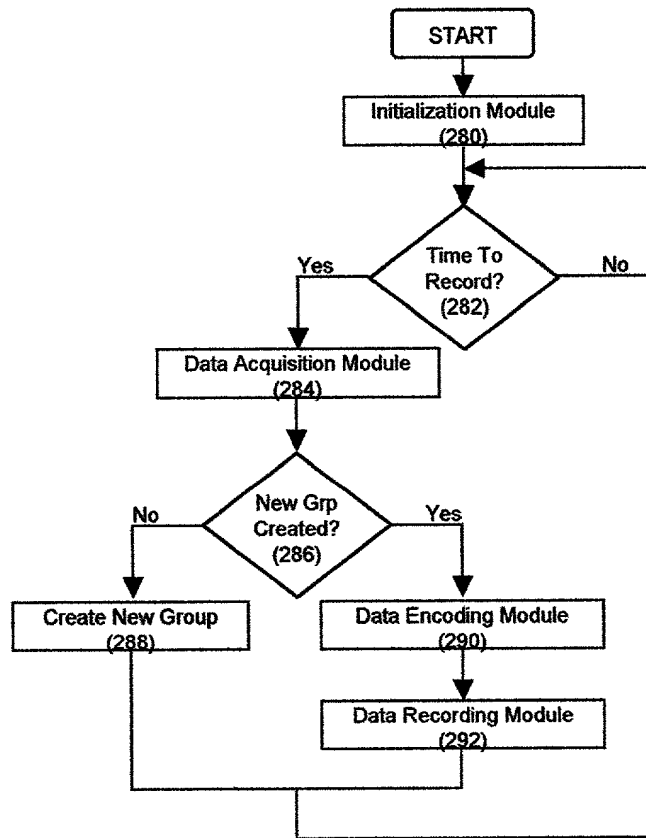 START
Initialization Module
(280)
Time To
Record?
(282)
Yes
No
Data Acquisition Module
(284)
New Grp
Created?
(286)
No
Yes
Create New Group
(288)
Data Encoding Module
(290)
Data Recording Module
(292)